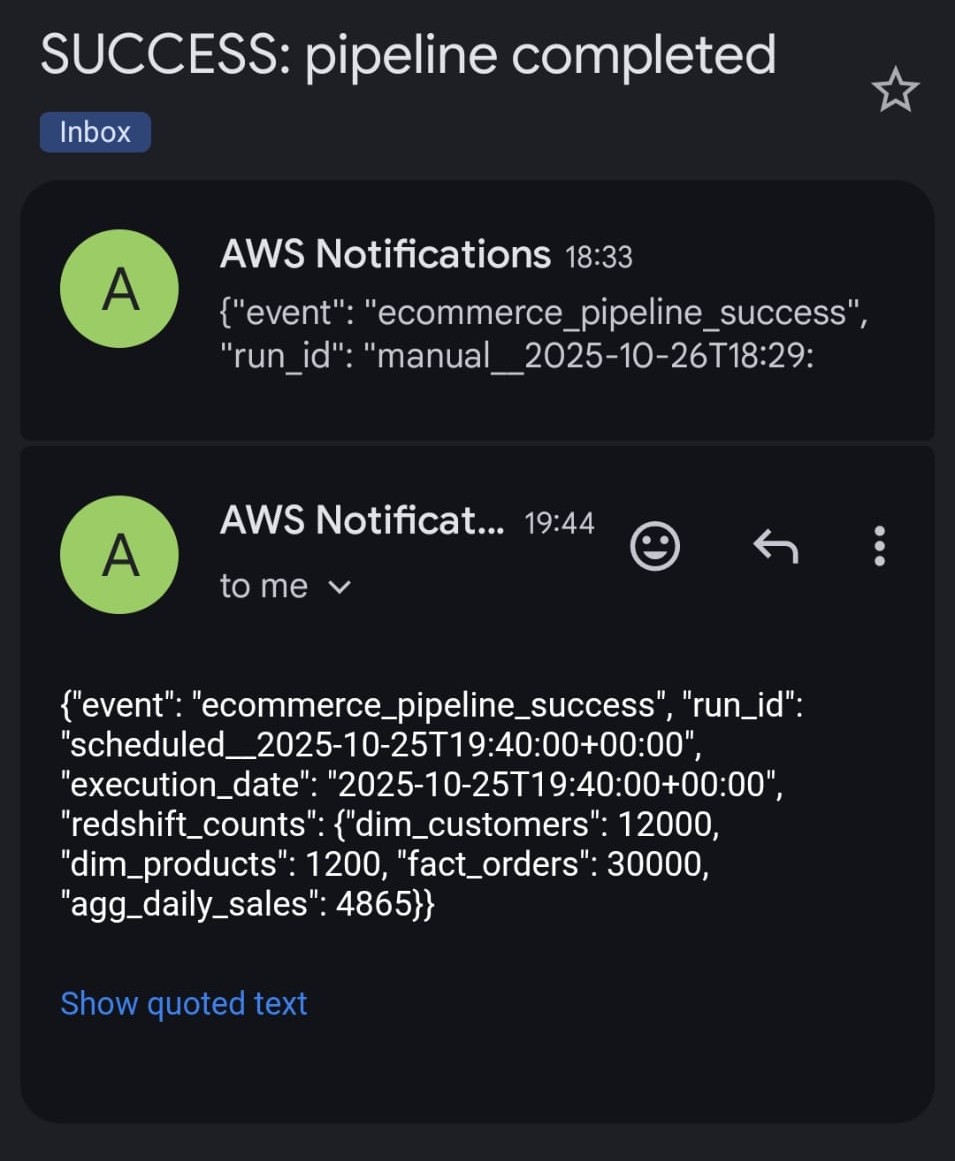 SUCCESS: pipeline completed
Inbox
A
AWS Notifications 18:33
{"event": "ecommerce_pipeline_success",
"run_id": "manual__2025-10-26T18:29:
A
AWS Notificat... 19:44
to me
{"event": "ecommerce_pipeline_success", "run_id":
"scheduled__2025-10-25T19:40:00+00:00",
"execution_date": "2025-10-25T19:40:00+00:00",
"redshift_counts": {"dim_customers": 12000,
"dim_products": 1200, "fact_orders": 30000,
"agg_daily_sales": 4865}}
Show quoted text